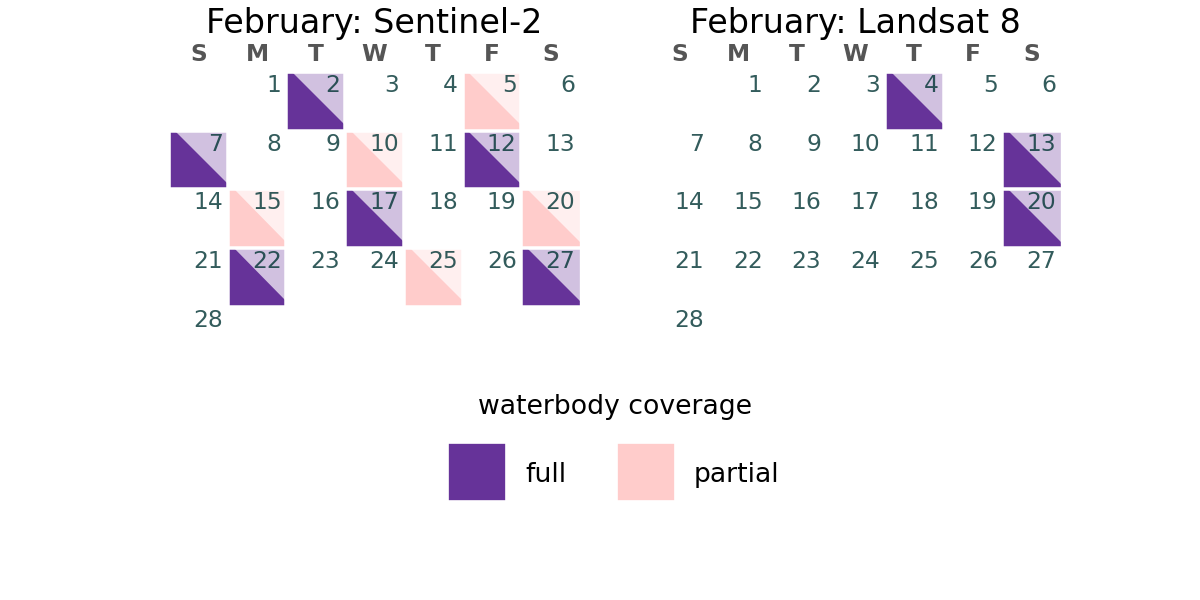 February: Sentinel-2
S M T W T F S
1 2 3 4 5 6
7 8 9 10 11 12 13
14 15 16 17 18 19 20
21 22 23 24 25 26 27
28
February: Landsat 8
S M T W T F S
1 2 3 4 5 6
7 8 9 10 11 12 13
14 15 16 17 18 19 20
21 22 23 24 25 26 27
28
waterbody coverage
full partial